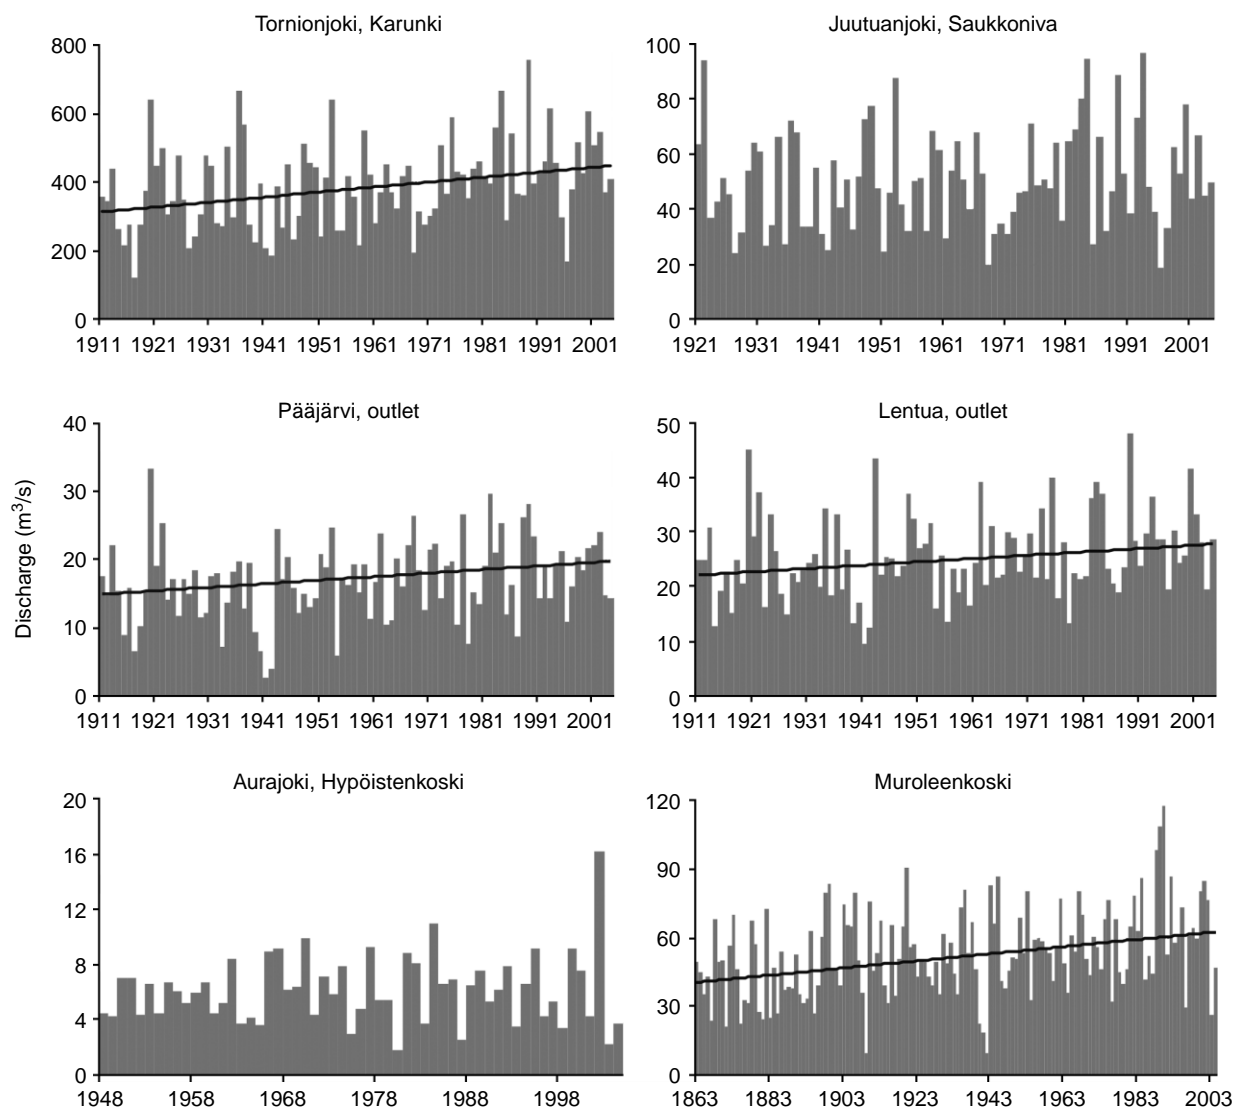 Tornionjoki, Karunki
800
600
400
200
0
1911 1921 1931 1941 1951 1961 1971 1981 1991 2001
Juutuanjoki, Saukkoniva
100
80
60
40
20
0
1921 1931 1941 1951 1961 1971 1981 1991 2001
Discharge (m³/s)
Pääjärvi, outlet
40
30
20
10
0
1911 1921 1931 1941 1951 1961 1971 1981 1991 2001
Lentua, outlet
50
40
30
20
10
0
1911 1921 1931 1941 1951 1961 1971 1981 1991 2001
Aurajoki, Hypöistenkoski
20
16
12
8
4
0
1948 1958 1968 1978 1988 1998
Muroleenkoski
120
90
60
30
0
1863 1883 1903 1923 1943 1963 1983 2003